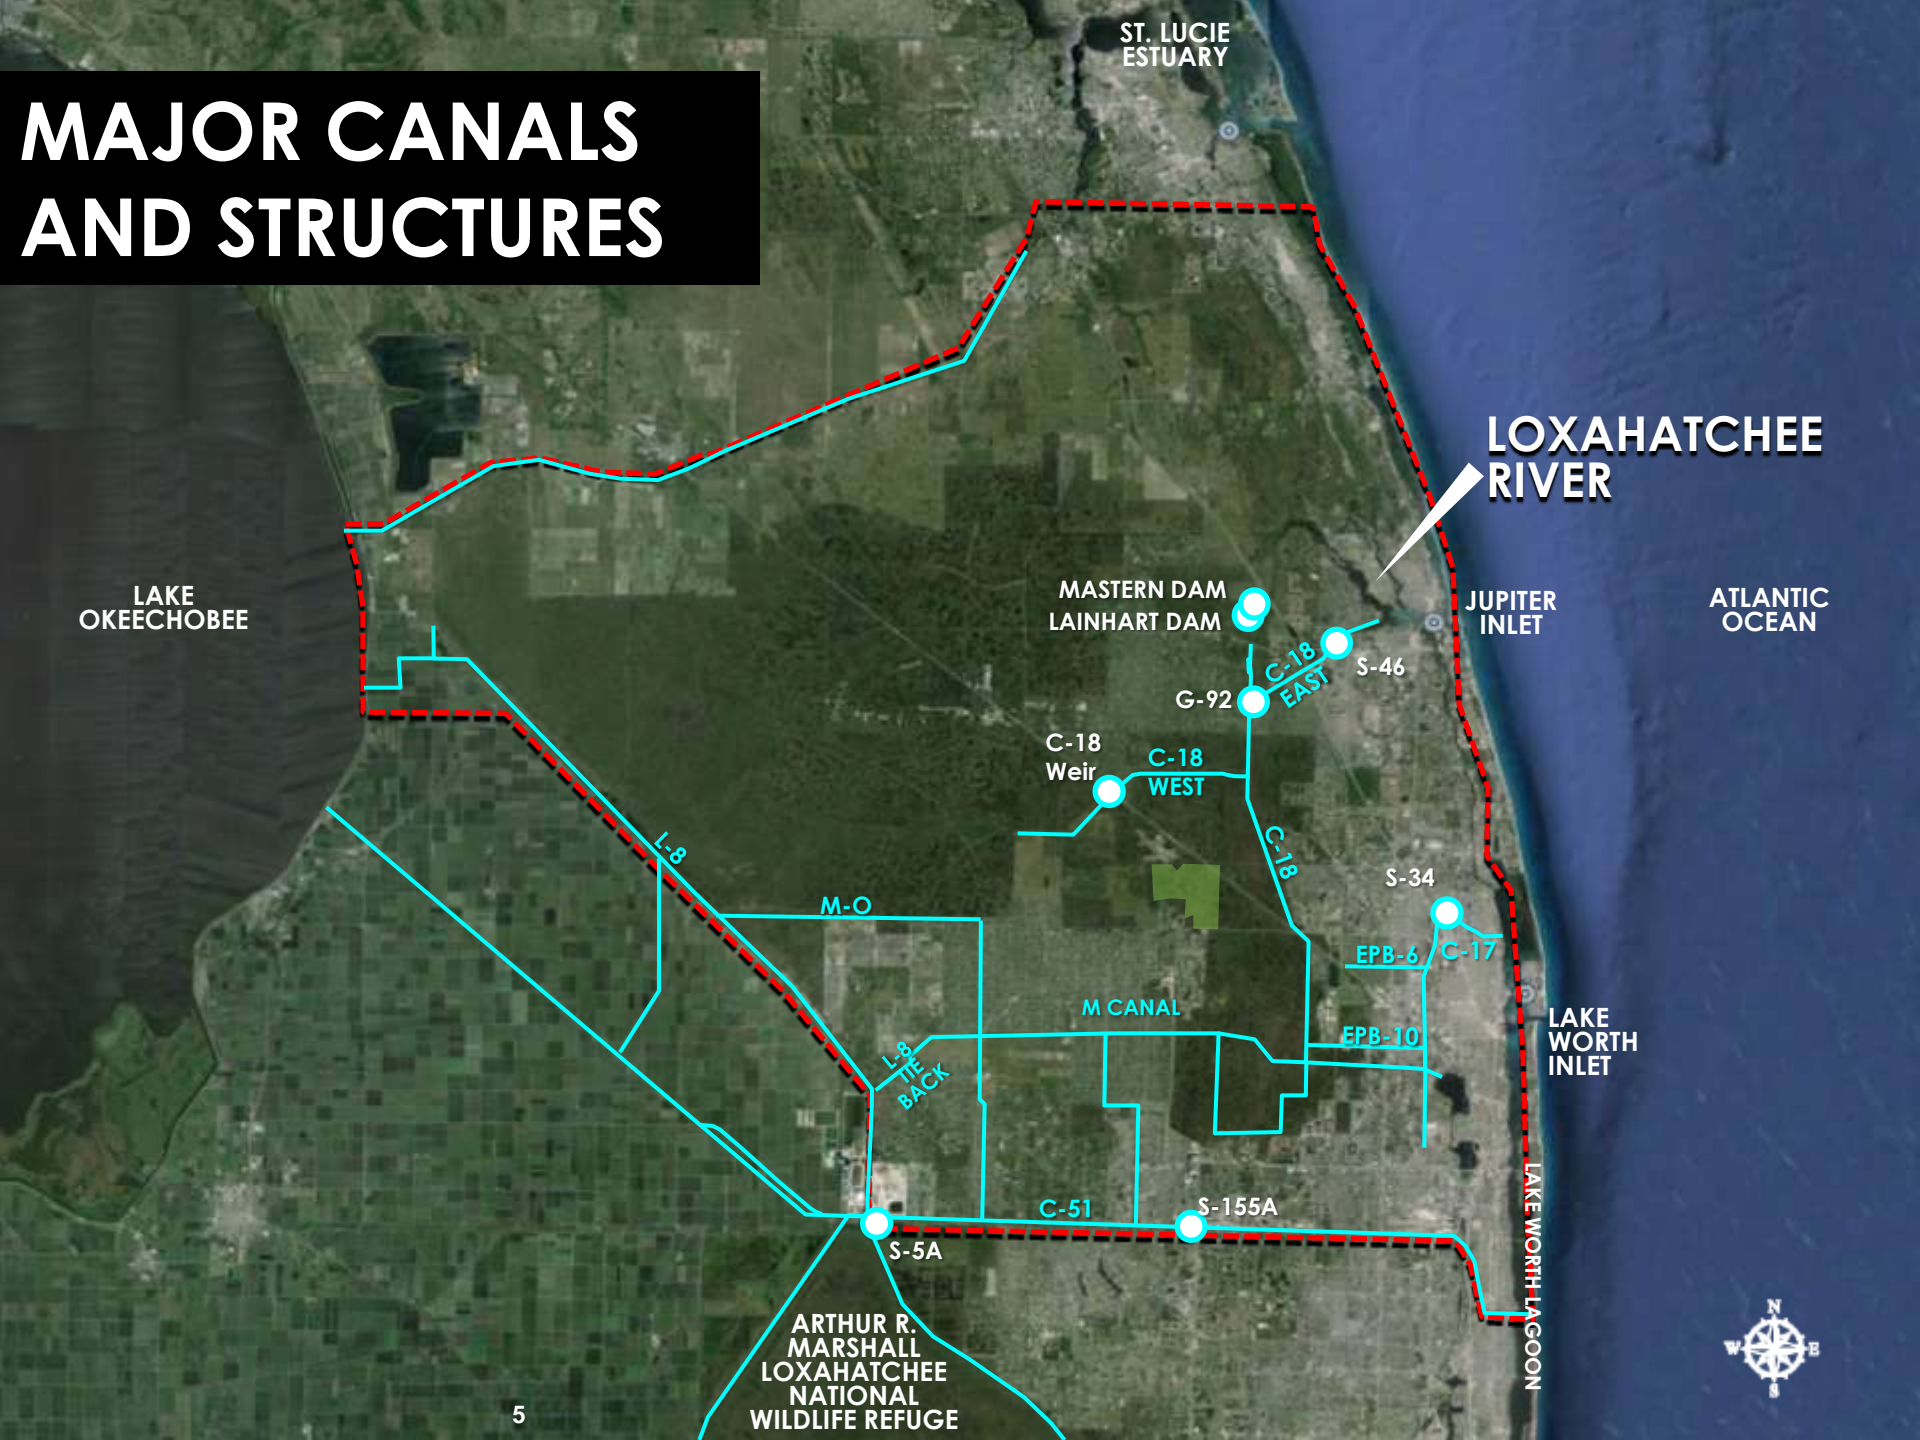 ST. LUCIE
ESTUARY
MAJOR CANALS
AND STRUCTURES
LOXAHATCHEE
RIVER
LAKE
OKEECHOBEE
MASTERN DAM
LAINHART DAM
JUPITER
INLET
ATLANTIC
OCEAN
C-18
EAST
S-46
G-92
C-18
Weir
C-18
WEST
C-18
L-8
S-34
M-O
EPB-6
C-17
M CANAL
EPB-10
LAKE
WORTH
INLET
L-8
TIE
BACK
C-51
S-155A
S-5A
LAKE WORTH LAGOON
ARTHUR R.
MARSHALL
LOXAHATCHEE
NATIONAL
WILDLIFE REFUGE
N
W
E
S
5